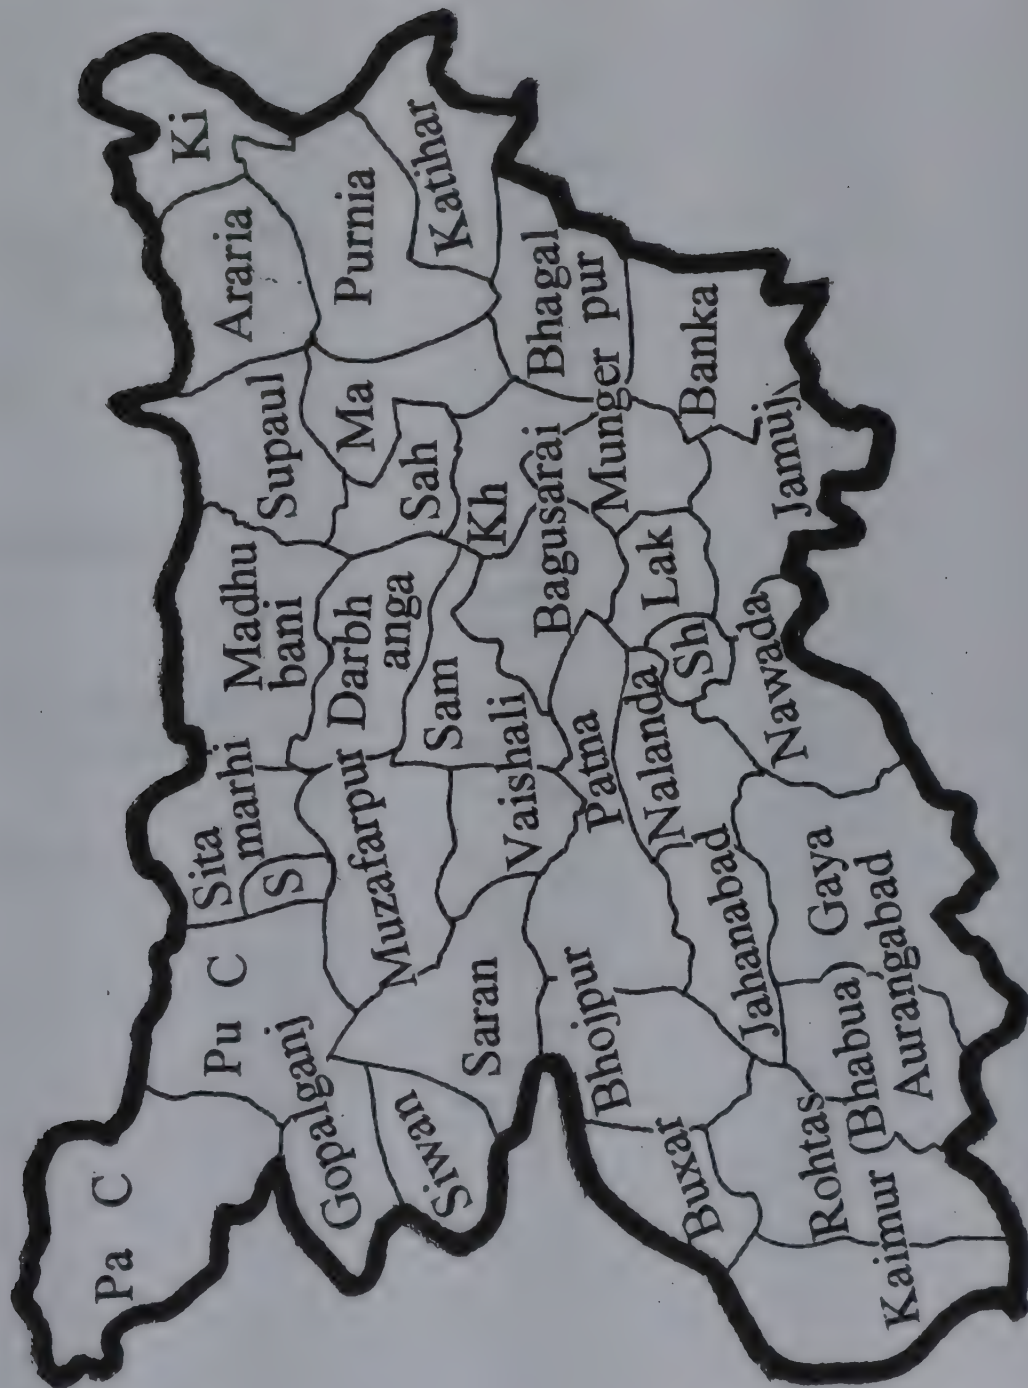 Pa C
Pu C
Gopalganj
Siwan
Sita
marhi
S
Muzafarpur
Saran
Vaishali
Madhu
bani
Darbh
anga
Sam
Supaul
Ma
Sah
Kh
Bagusarai
Araria
Ki
Purnia
Katihar
Bhagal
pur
Munger
Banka
Jamuij
Lak
Sh
Nawada
Nalanda
Patna
Jahanabad
Gaya
Aurangabad
Bhojpur
Buxar
Rohtas
Kaimur (Bhabua)